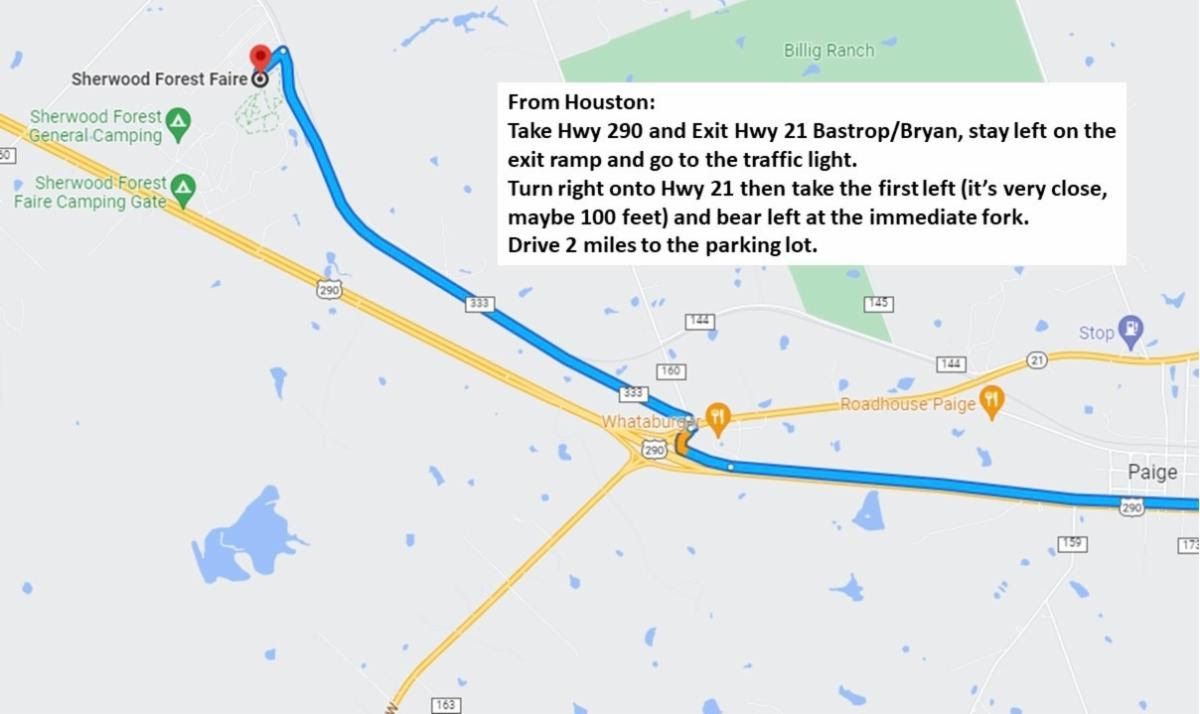 Billig Ranch
Sherwood Forest Faire
From Houston:
Take Hwy 290 and Exit Hwy 21 Bastrop/Bryan, stay left on the
exit ramp and go to the traffic light.
Turn right onto Hwy 21 then take the first left (it's very close,
maybe 100 feet) and bear left at the immediate fork.
Drive 2 miles to the parking lot.
Sherwood Forest
General Camping
Sherwood Forest
Faire Camping Gate
290
333
145
144
Stop
144
21
160
333
Roadhouse Paige
Whataburger
290
Paige
290
159
163